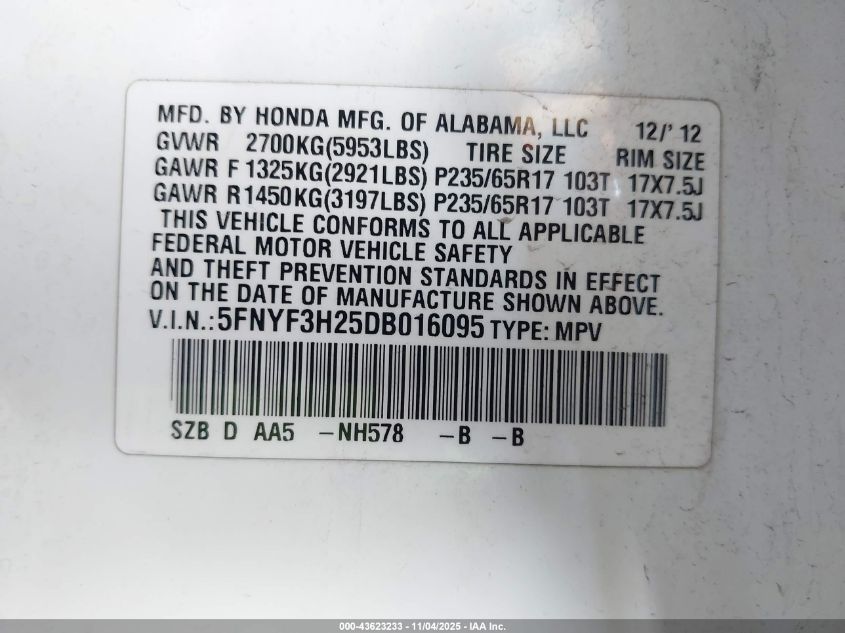 MFD. BY HONDA MFG. OF ALABAMA, LLC 12/' 12
GVWR 2700KG(5953LBS) TIRE SIZE RIM SIZE
GAWR F 1325KG(2921LBS) P235/65R17 103T 17X7.5J
GAWR R1450KG(3197LBS) P235/65R17 103T 17X7.5J
THIS VEHICLE CONFORMS TO ALL APPLICABLE
FEDERAL MOTOR VEHICLE SAFETY
AND THEFT PREVENTION STANDARDS IN EFFECT
ON THE DATE OF MANUFACTURE SHOWN ABOVE.
V.I.N.:5FNYF3H25DB016095 TYPE: MPV
SZB D AA5 -NH578 -B -B
000-43623233 - 11/04/2025 - IAA Inc.